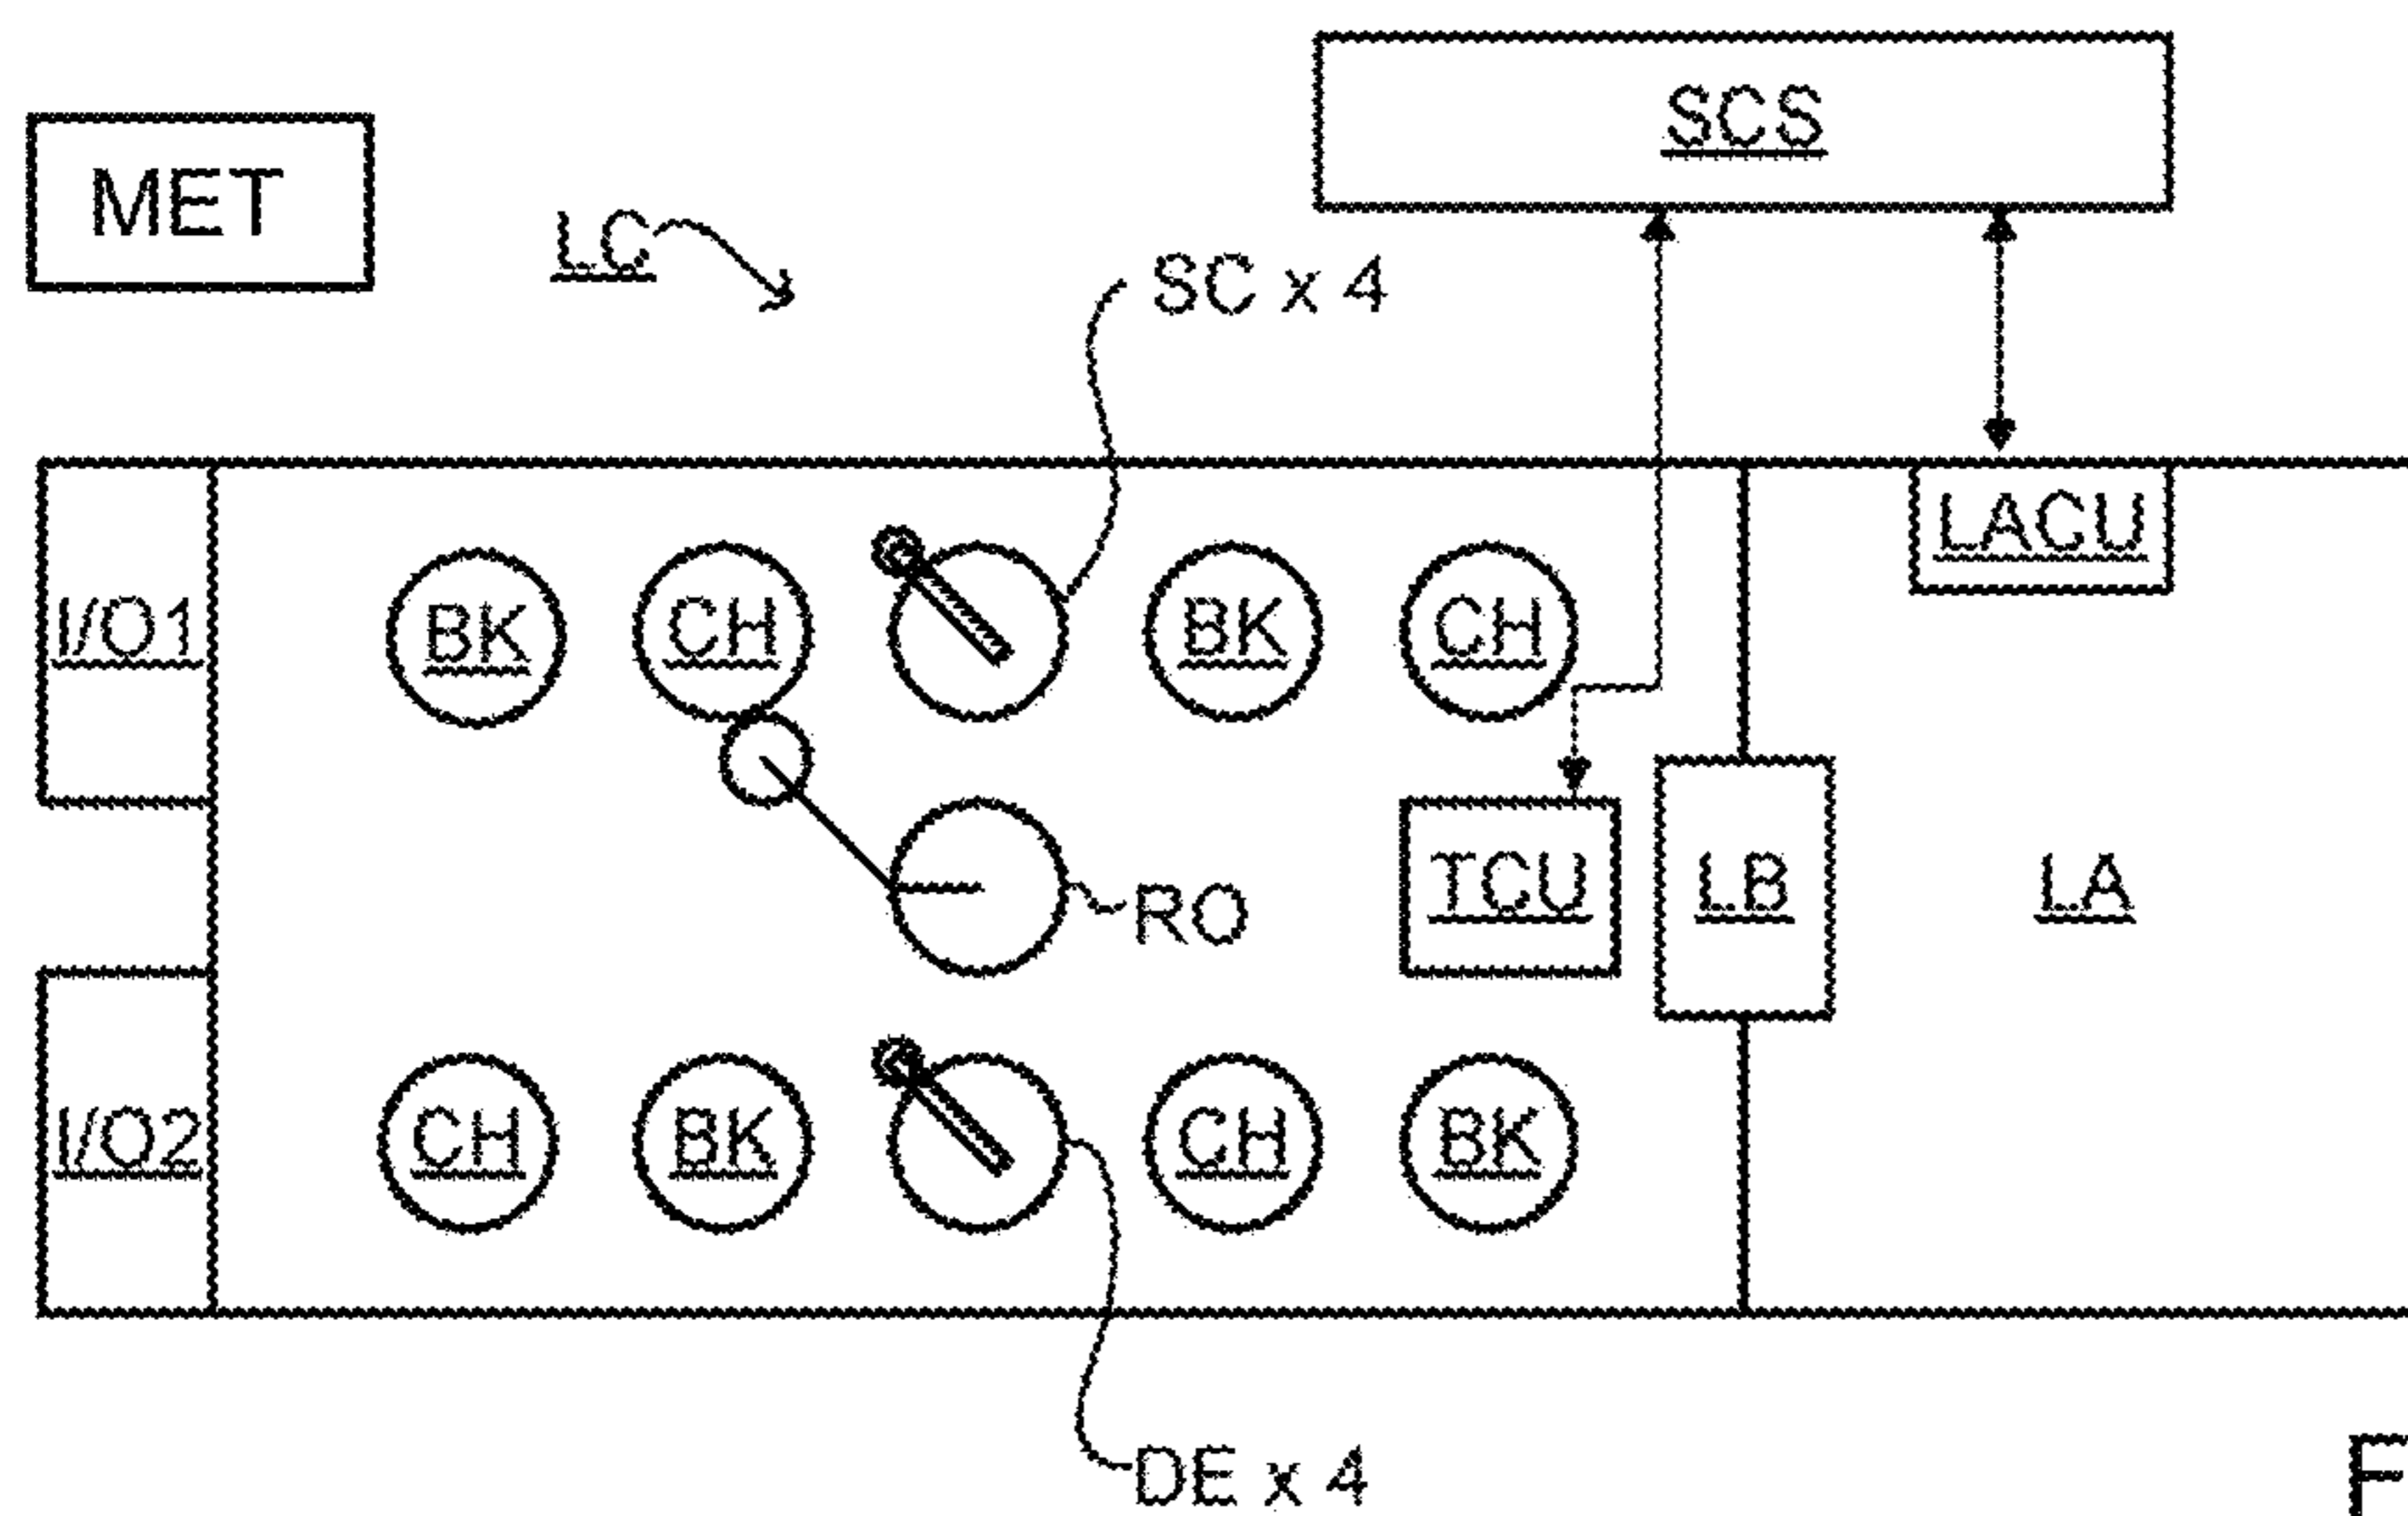 SCS
MET
LC
SC x 4
LACU
I/O1
BK
CH
BK
CH
TCU
LB
LA
RO
I/O2
CH
BK
CH
BK
DE x 4
F